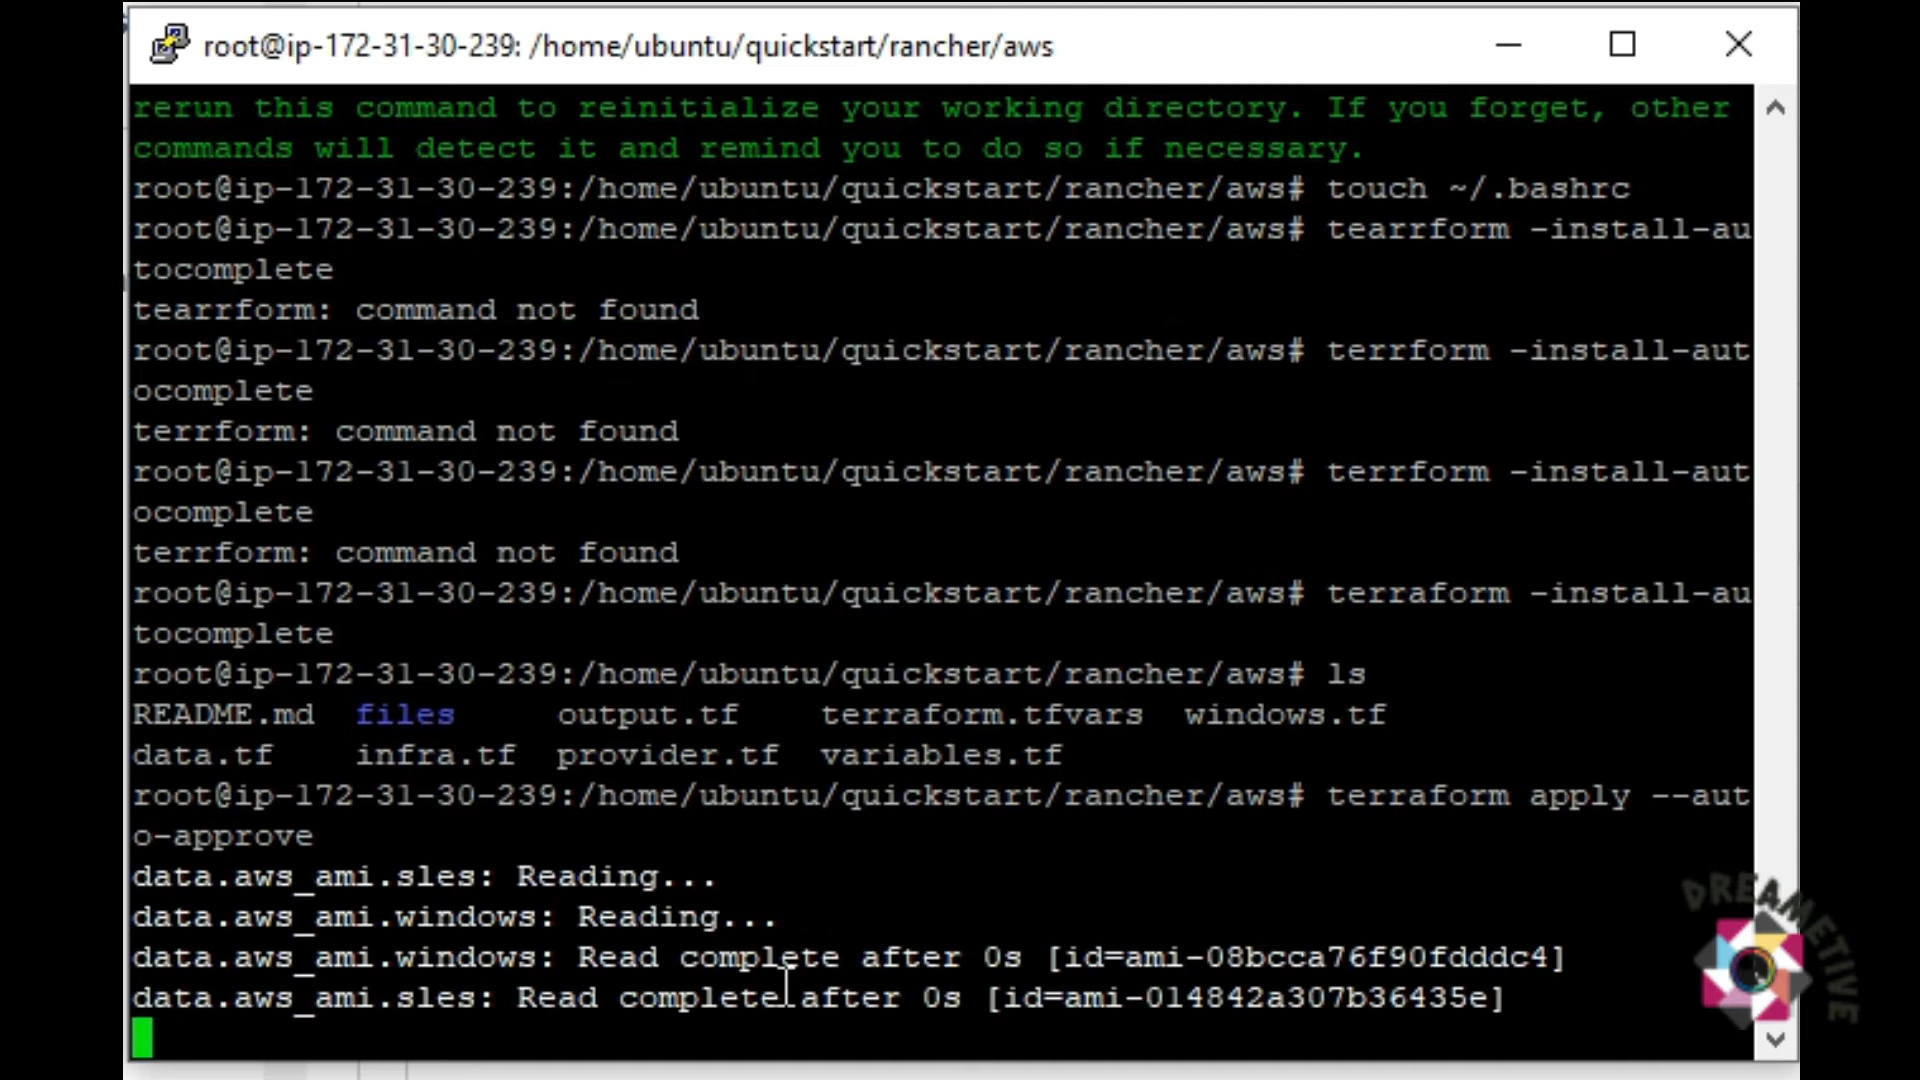 root@ip-172-31-30-239: /home/ubuntu/quickstart/rancher/aws
rerun this command to reinitialize your working directory. If you forget, other
commands will detect it and remind you to do so if necessary.
root@ip-172-31-30-239:/home/ubuntu/quickstart/rancher/aws# touch ~/.bashrc
root@ip-172-31-30-239:/home/ubuntu/quickstart/rancher/aws# tearrform -install-au
tocomplete
tearrform: command not found
root@ip-172-31-30-239:/home/ubuntu/quickstart/rancher/aws# terrform -install-aut
ocomplete
terrform: command not found
root@ip-172-31-30-239:/home/ubuntu/quickstart/rancher/aws# terrform -install-aut
ocomplete
terrform: command not found
root@ip-172-31-30-239:/home/ubuntu/quickstart/rancher/aws# terraform -install-au
tocomplete
root@ip-172-31-30-239:/home/ubuntu/quickstart/rancher/aws# ls
README.md  files     output.tf    terraform.tfvars  windows.tf
data.tf    infra.tf  provider.tf  variables.tf
root@ip-172-31-30-239:/home/ubuntu/quickstart/rancher/aws# terraform apply --aut
o-approve
data.aws_ami.sles: Reading...
data.aws_ami.windows: Reading...
data.aws_ami.windows: Read complete after 0s [id=ami-08bcca76f90fdddc4]
data.aws_ami.sles: Read complete after 0s [id=ami-014842a307b36435e]
DREAMETIVE